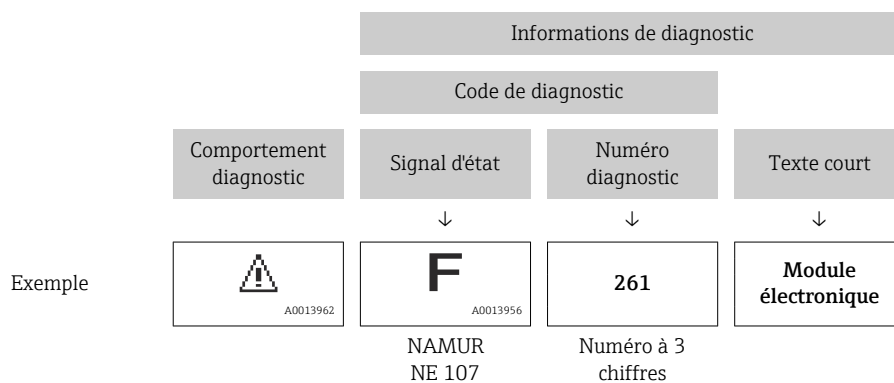 Informations de diagnostic
Code de diagnostic
Comportement
diagnostic
Signal d'état
Numéro
diagnostic
Texte court
↓ ↓ ↓
Exemple
A0013962
F
A0013956
261
Module
électronique
NAMUR
NE 107
Numéro à 3
chiffres